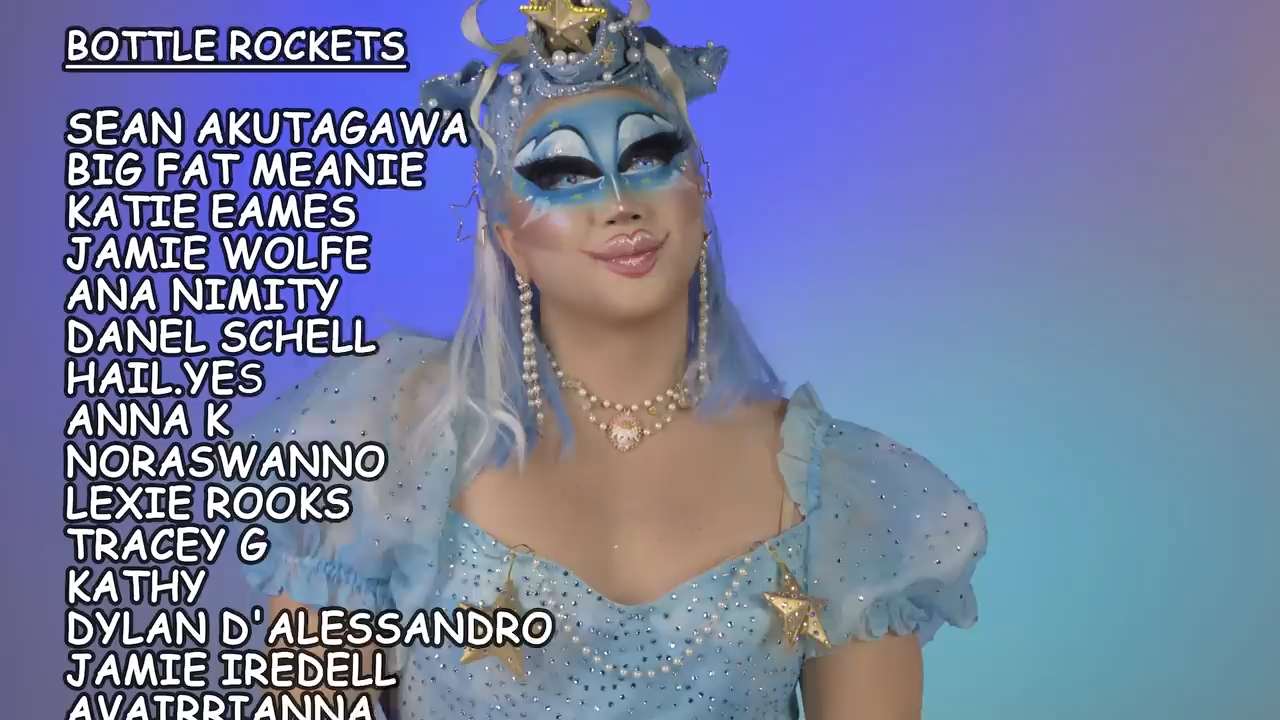 BOTTLE ROCKETS
SEAN AKUTAGAWA
BIG FAT MEANIE
KATIE EAMES
JAMIE WOLFE
ANA NIMITY
DANEL SCHELL
HAIL.YES
ANNA K
NORASWANNO
LEXIE ROOKS
TRACEY G
KATHY
DYLAN D'ALESSANDRO
JAMIE IREDELL
AVAIRRIANNA